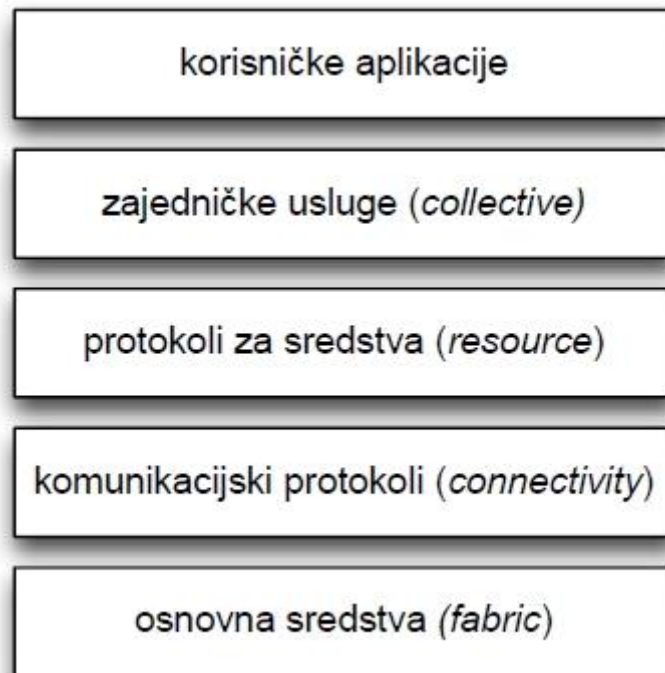 korisničke aplikacije
zajedničke usluge (collective)
protokoli za sredstva (resource)
komunikacijski protokoli (connectivity)
osnovna sredstva (fabric)